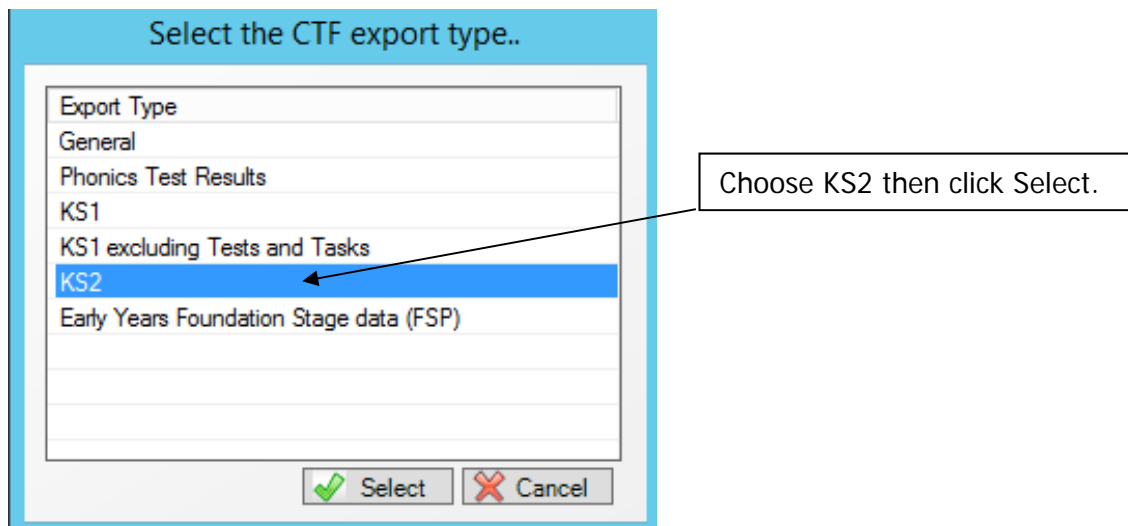 Select the CTF export type..
Export Type
General
Phonics Test Results
KS1
KS1 excluding Tests and Tasks
KS2
Early Years Foundation Stage data (FSP)
Select
Cancel
Choose KS2 then click Select.